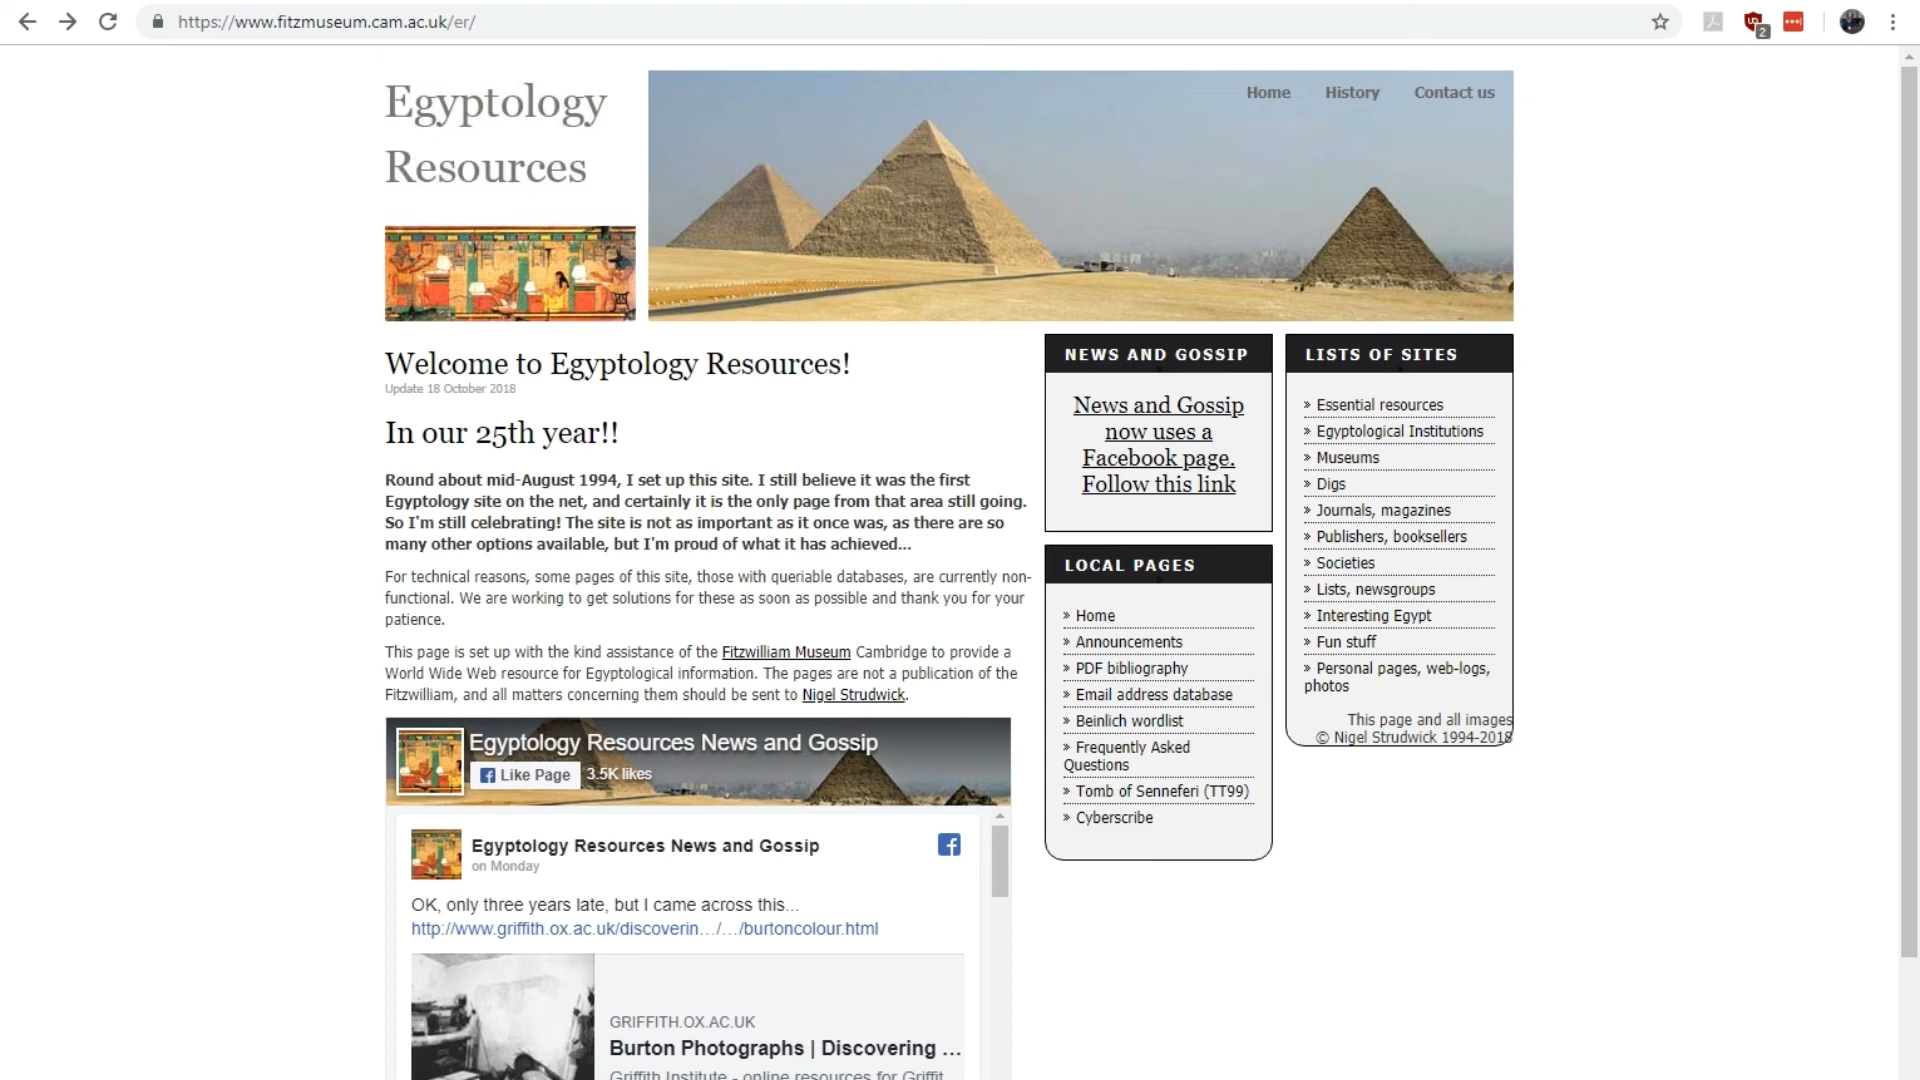 https://www.fitzmuseum.cam.ac.uk/er/
2
Egyptology
Resources
Home
History
Contact us
Welcome to Egyptology Resources!
Update 18 October 2018
In our 25th year!!
Round about mid-August 1994, I set up this site. I still believe it was the first
Egyptology site on the net, and certainly it is the only page from that area still going.
So I'm still celebrating! The site is not as important as it once was, as there are so
many other options available, but I'm proud of what it has achieved...
For technical reasons, some pages of this site, those with queriable databases, are currently non-
functional. We are working to get solutions for these as soon as possible and thank you for your
patience.
This page is set up with the kind assistance of the Fitzwilliam Museum Cambridge to provide a
World Wide Web resource for Egyptological information. The pages are not a publication of the
Fitzwilliam, and all matters concerning them should be sent to Nigel Strudwick.
Egyptology Resources News and Gossip
Like Page
3.5K likes
Egyptology Resources News and Gossip
on Monday
OK, only three years late, but I came across this...
http://www.griffith.ox.ac.uk/discoverin…/…/burtoncolour.html
GRIFFITH.OX.AC.UK
Burton Photographs | Discovering ...
Griffith Institute - online resources for Griffit
NEWS AND GOSSIP
News and Gossip
now uses a
Facebook page.
Follow this link
LOCAL PAGES
» Home
» Announcements
» PDF bibliography
» Email address database
» Beinlich wordlist
» Frequently Asked
Questions
» Tomb of Senneferi (TT99)
» Cyberscribe
LISTS OF SITES
» Essential resources
» Egyptological Institutions
» Museums
» Digs
» Journals, magazines
» Publishers, booksellers
» Societies
» Lists, newsgroups
» Interesting Egypt
» Fun stuff
» Personal pages, web-logs,
photos
This page and all images
© Nigel Strudwick 1994-2018